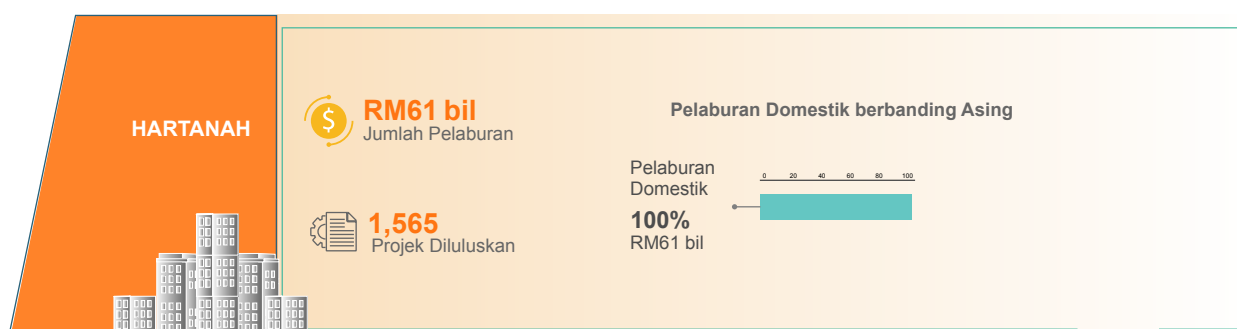 HARTANAH
RM61 bil
Jumlah Pelaburan
1,565
Projek Diluluskan
Pelaburan Domestik berbanding Asing
Pelaburan
Domestik
100%
RM61 bil
0 20 40 60 80 100